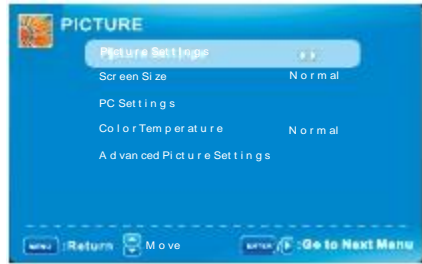 PICTURE
Picture Settings
Screen Size Normal
PC Settings
Color Temperature Normal
Advanced Picture Settings
MENU :Return Move ENTER / :Go to Next Menu